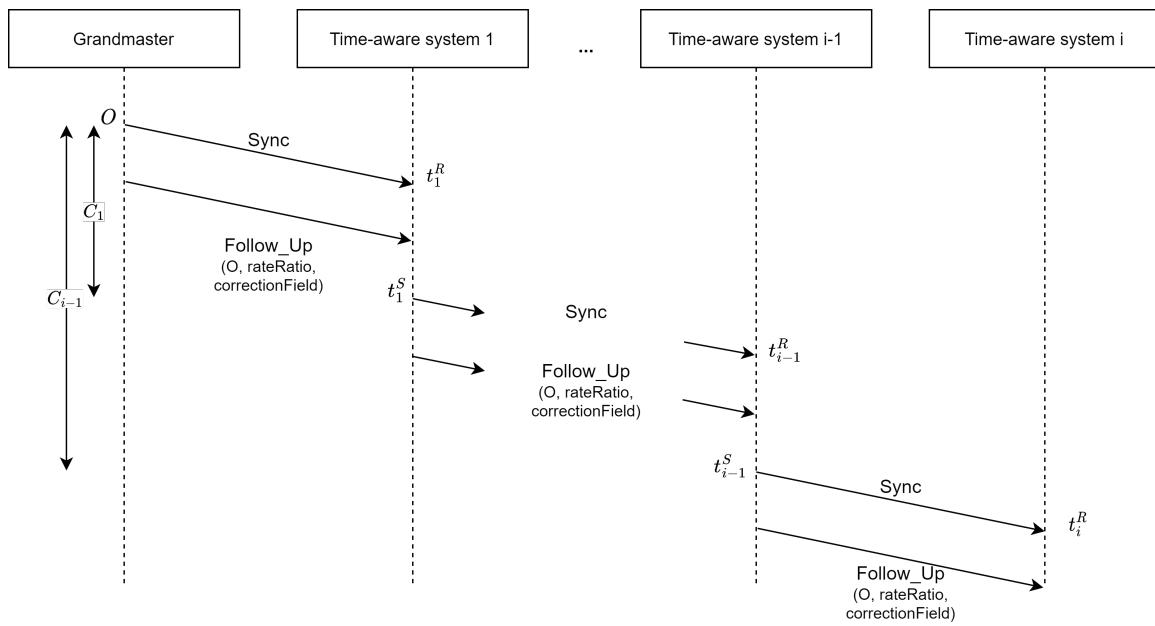 Grandmaster
Time-aware system 1
...
Time-aware system i-1
Time-aware system i
O
Sync
t_1^R
C_1
Follow_Up
(O, rateRatio,
correctionField)
t_1^S
C_{i-1}
Sync
t_{i-1}^R
Follow_Up
(O, rateRatio,
correctionField)
t_{i-1}^S
Sync
t_i^R
Follow_Up
(O, rateRatio,
correctionField)